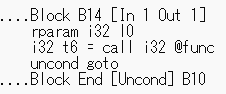 ....Block B14 [In 1 Out 1]
rparam i32 l0
i32 t6 = call i32 @func
uncond goto
....Block End [Uncond] B10